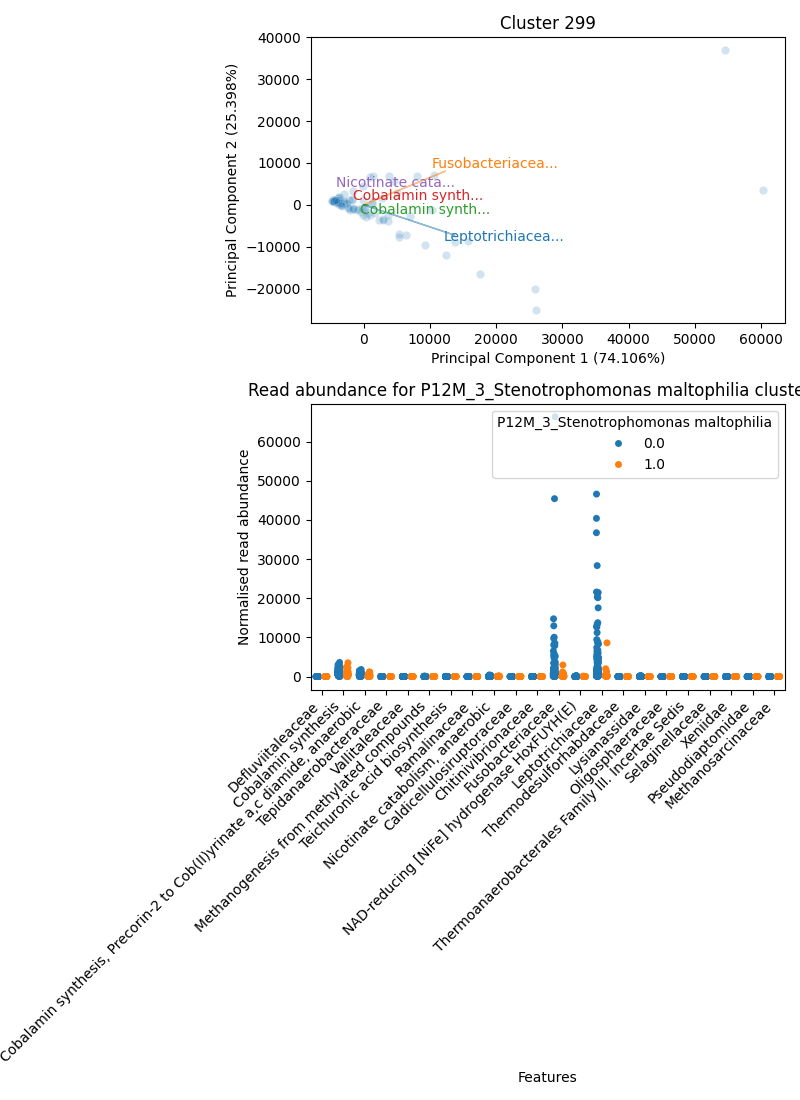 Cluster 299
40000
30000
20000
10000
0
−10000
−20000
Principal Component 2 (25.398%)
Fusobacteriacea...
Nicotinate cata...
Cobalamin synth...
Cobalamin synth...
Leptotrichiacea...
0
10000
20000
30000
40000
50000
60000
Principal Component 1 (74.106%)
Read abundance for P12M_3_Stenotrophomonas maltophilia cluste
P12M_3_Stenotrophomonas maltophilia
0.0
1.0
60000
50000
40000
30000
20000
10000
0
Normalised read abundance
Defluviitaleaceae
Cobalamin synthesis
Cobalamin synthesis, Precorin-2 to Cob(II)yrinate a,c diamide, anaerobic
Tepidanaerobacteraceae
Vallitaleaceae
Methanogenesis from methylated compounds
Teichuronic acid biosynthesis
Ramalinaceae
Nicotinate catabolism, anaerobic
Caldicellulosiruptoraceae
Chitinivibrionaceae
Fusobacteriaceae
NAD-reducing [NiFe] hydrogenase HoxFUYH(E)
Leptotrichiaceae
Thermodesulforhabdaceae
Lysianassidae
Oligosphaeraceae
Thermoanaerobacterales Family III. Incertae Sedis
Selaginellaceae
Xeniidae
Pseudodiaptomidae
Methanosarcinaceae
Features